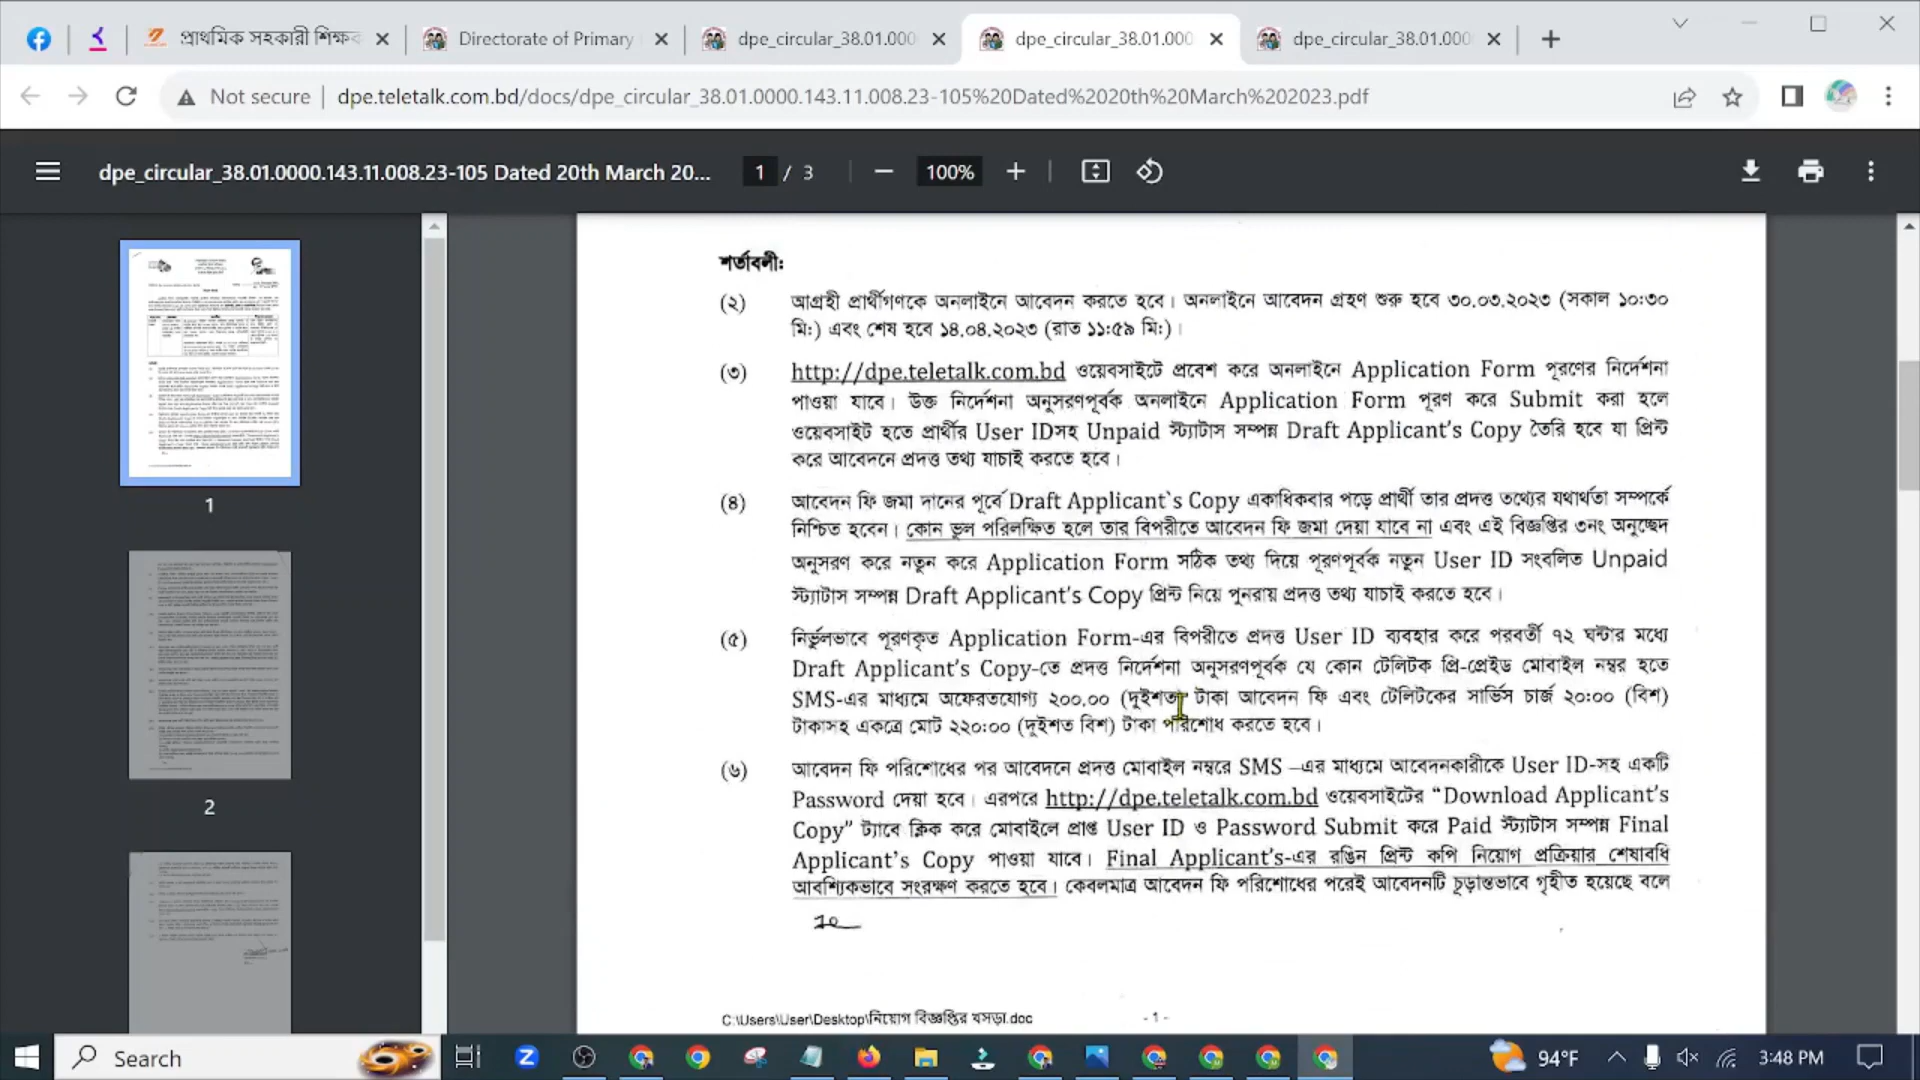 প্রাথমিক সহকারী শিক্ষক
Directorate of Primary
dpe_circular_38.01.000
dpe_circular_38.01.000
dpe_circular_38.01.000
Not secure
dpe.teletalk.com.bd/docs/dpe_circular_38.01.0000.143.11.008.23-105%20Dated%2020th%20March%202023.pdf
dpe_circular_38.01.0000.143.11.008.23-105 Dated 20th March 20...
1 / 3
100%
1
2
শর্তাবলী:
(২) আগ্রহী প্রার্থীগণকে অনলাইনে আবেদন করতে হবে। অনলাইনে আবেদন গ্রহণ শুরু হবে ৩০.০৩.২০২৩ (সকাল ১০:৩০
মি:) এবং শেষ হবে ১৪.০৪.২০২৩ (রাত ১১:৫৯ মি:)।
(৩) http://dpe.teletalk.com.bd ওয়েবসাইটে প্রবেশ করে অনলাইনে Application Form পূরণের নির্দেশনা
পাওয়া যাবে। উক্ত নির্দেশনা অনুসরণপূর্বক অনলাইনে Application Form পূরণ করে Submit করা হলে
ওয়েবসাইট হতে প্রার্থীর User IDসহ Unpaid স্ট্যাটাস সম্পন্ন Draft Applicant's Copy তৈরি হবে যা প্রিন্ট
করে আবেদনে প্রদত্ত তথ্য যাচাই করতে হবে।
(৪) আবেদন ফি জমা দানের পূর্বে Draft Applicant`s Copy একাধিকবার পড়ে প্রার্থী তার প্রদত্ত তথ্যের যথার্থতা সম্পর্কে
নিশ্চিত হবেন। কোন ভুল পরিলক্ষিত হলে তার বিপরীতে আবেদন ফি জমা দেয়া যাবে না এবং এই বিজ্ঞপ্তির ৩নং অনুচ্ছেদ
অনুসরণ করে নতুন করে Application Form সঠিক তথ্য দিয়ে পূরণপূর্বক নতুন User ID সংবলিত Unpaid
স্ট্যাটাস সম্পন্ন Draft Applicant's Copy প্রিন্ট নিয়ে পুনরায় প্রদত্ত তথ্য যাচাই করতে হবে।
(৫) নির্ভুলভাবে পূরণকৃত Application Form-এর বিপরীতে প্রদত্ত User ID ব্যবহার করে পরবর্তী ৭২ ঘন্টার মধ্যে
Draft Applicant's Copy-তে প্রদত্ত নির্দেশনা অনুসরণপূর্বক যে কোন টেলিটক প্রি-প্রেইড মোবাইল নম্বর হতে
SMS-এর মাধ্যমে অফেরতযোগ্য ২০০.০০ (দুইশত) টাকা আবেদন ফি এবং টেলিটকের সার্ভিস চার্জ ২০:০০ (বিশ)
টাকাসহ একত্রে মোট ২২০:০০ (দুইশত বিশ) টাকা পরিশোধ করতে হবে।
(৬) আবেদন ফি পরিশোধের পর আবেদনে প্রদত্ত মোবাইল নম্বরে SMS –এর মাধ্যমে আবেদনকারীকে User ID-সহ একটি
Password দেয়া হবে। এরপরে http://dpe.teletalk.com.bd ওয়েবসাইটের “Download Applicant's
Copy” ট্যাবে ক্লিক করে মোবাইলে প্রাপ্ত User ID ও Password Submit করে Paid স্ট্যাটাস সম্পন্ন Final
Applicant's Copy পাওয়া যাবে। Final Applicant's-এর রঙিন প্রিন্ট কপি নিয়োগ প্রক্রিয়ার শেষাবধি
আবশ্যিকভাবে সংরক্ষণ করতে হবে। কেবলমাত্র আবেদন ফি পরিশোধের পরেই আবেদনটি চূড়ান্তভাবে গৃহীত হয়েছে বলে
C:\Users\User\Desktop\নিয়োগ বিজ্ঞপ্তির খসড়া.doc - 1 -
Search
94°F
3:48 PM